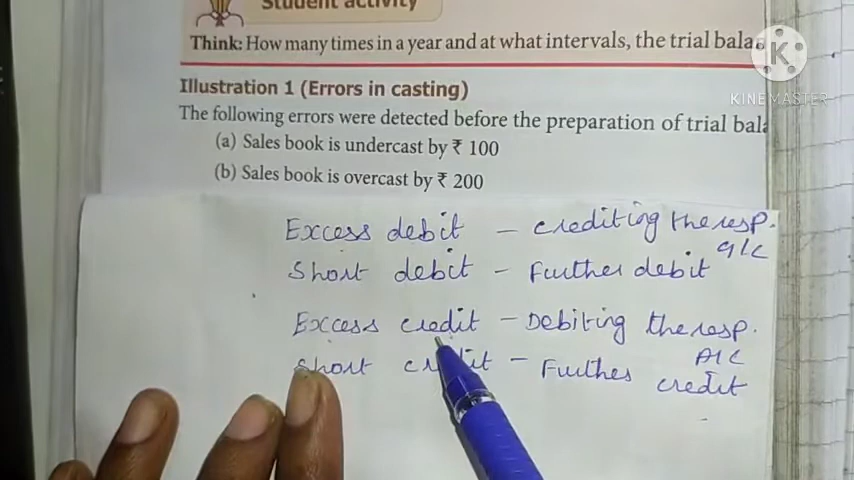 Student activity
Think: How many times in a year and at what intervals, the trial bala
KINEMASTER
Illustration 1 (Errors in casting)
The following errors were detected before the preparation of trial bala
(a) Sales book is undercast by ₹ 100
(b) Sales book is overcast by ₹ 200
Excess debit - crediting the resp. a/c
Short debit - Further debit
Excess credit - Debiting the resp. A/C
Short credit - Further credit